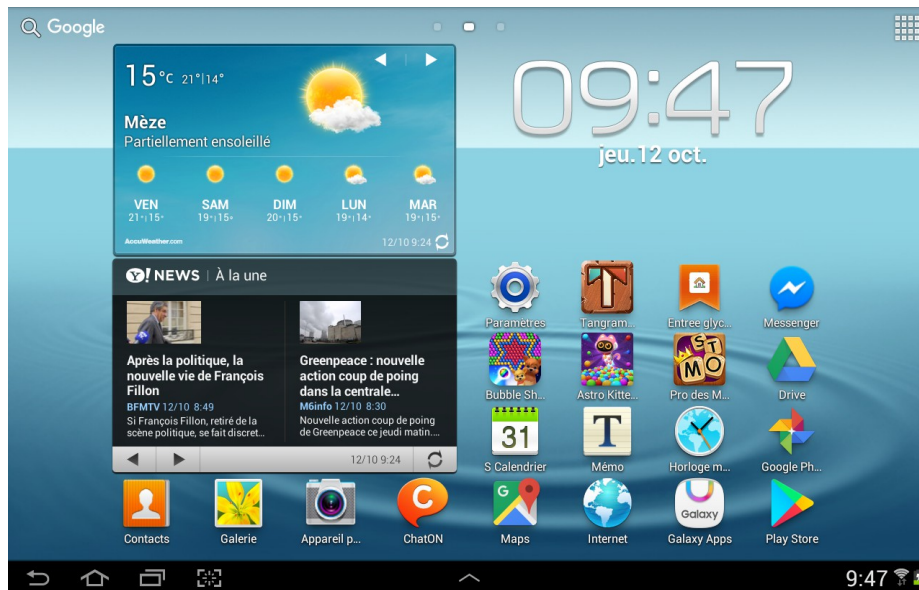 Google
15°C 21°|14°
Mèze
Partiellement ensoleillé
VEN SAM DIM LUN MAR
21°|15° 19°|15° 20°|15° 19°|14° 19°|15°
AccuWeather.com 12/10 9:24
09:47
jeu.12 oct.
Y! NEWS | À la une
Après la politique, la nouvelle vie de François Fillon
BFMTV 12/10 8:49
Si François Fillon, retiré de la
scène politique, se fait discret...
Greenpeace : nouvelle
action coup de poing
dans la centrale...
M6info 12/10 8:30
Nouvelle action coup de poing
de Greenpeace ce jeudi matin....
12/10 9:24
Paramètres Tangram... Entree glyc... Messenger
S T
M O
Bubble Sh... Astro Kitte... Pro des M... Drive
31 T
S Calendrier Mémo Horloge m... Google Ph...
C G Galaxy
Contacts Galerie Appareil p... ChatON Maps Internet Galaxy Apps Play Store
9:47